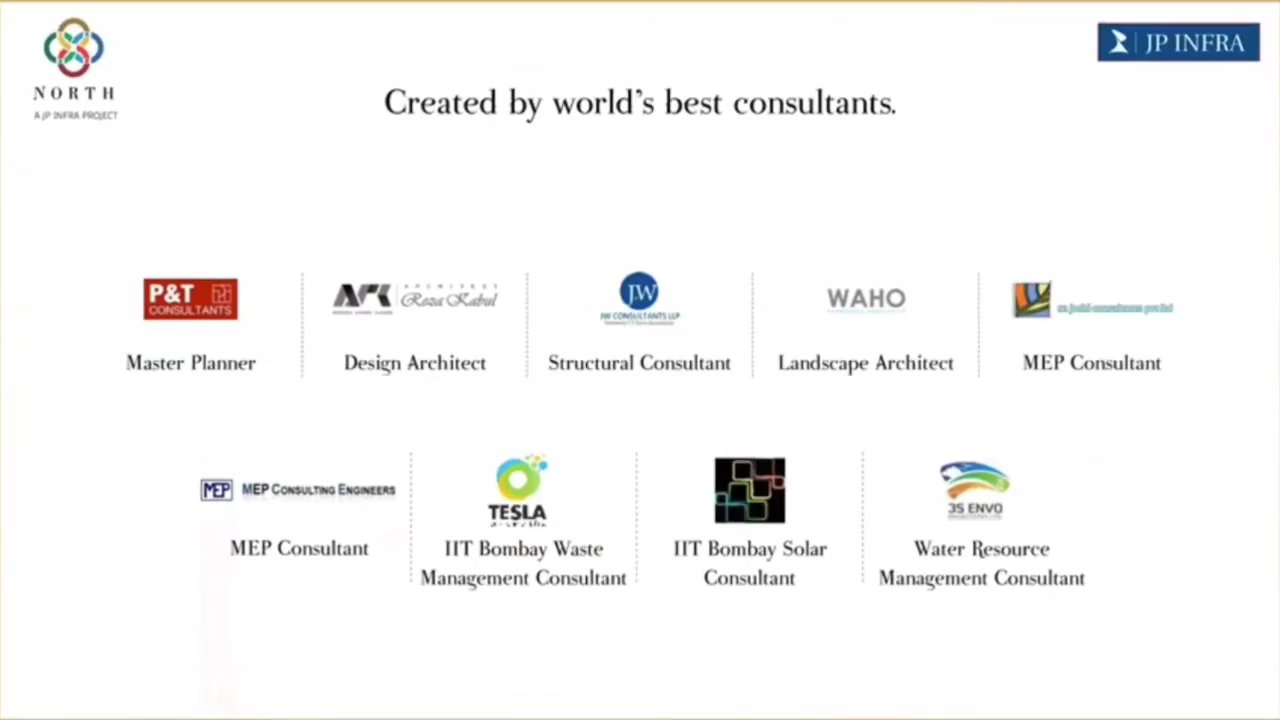 NORTH
A JP INFRA PROJECT
JP INFRA
Created by world's best consultants.
P&T
CONSULTANTS
Master Planner
ARCHITECT
Reza Kabul
Design Architect
JW
JW CONSULTANTS LLP
Structural Consultant
WAHO
Landscape Architect
MEP Consultant
MEP
MEP CONSULTING ENGINEERS
MEP Consultant
TESLA
IIT Bombay Waste
Management Consultant
IIT Bombay Solar
Consultant
3S ENVO
Water Resource
Management Consultant